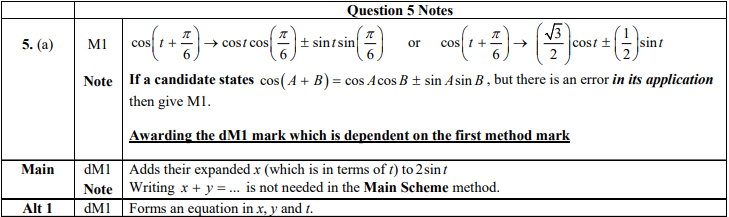 Question 5 Notes
5. (a) M1 cos(t + π/6) → cos t cos(π/6) ± sin t sin(π/6) or cos(t + π/6) → (√3/2)cos t ± (1/2)sin t
Note If a candidate states cos(A + B) = cos A cos B ± sin A sin B, but there is an error in its application
then give M1.
Awarding the dM1 mark which is dependent on the first method mark
Main dM1 Adds their expanded x (which is in terms of t) to 2sin t
Note Writing x + y = ... is not needed in the Main Scheme method.
Alt 1 dM1 Forms an equation in x, y and t.